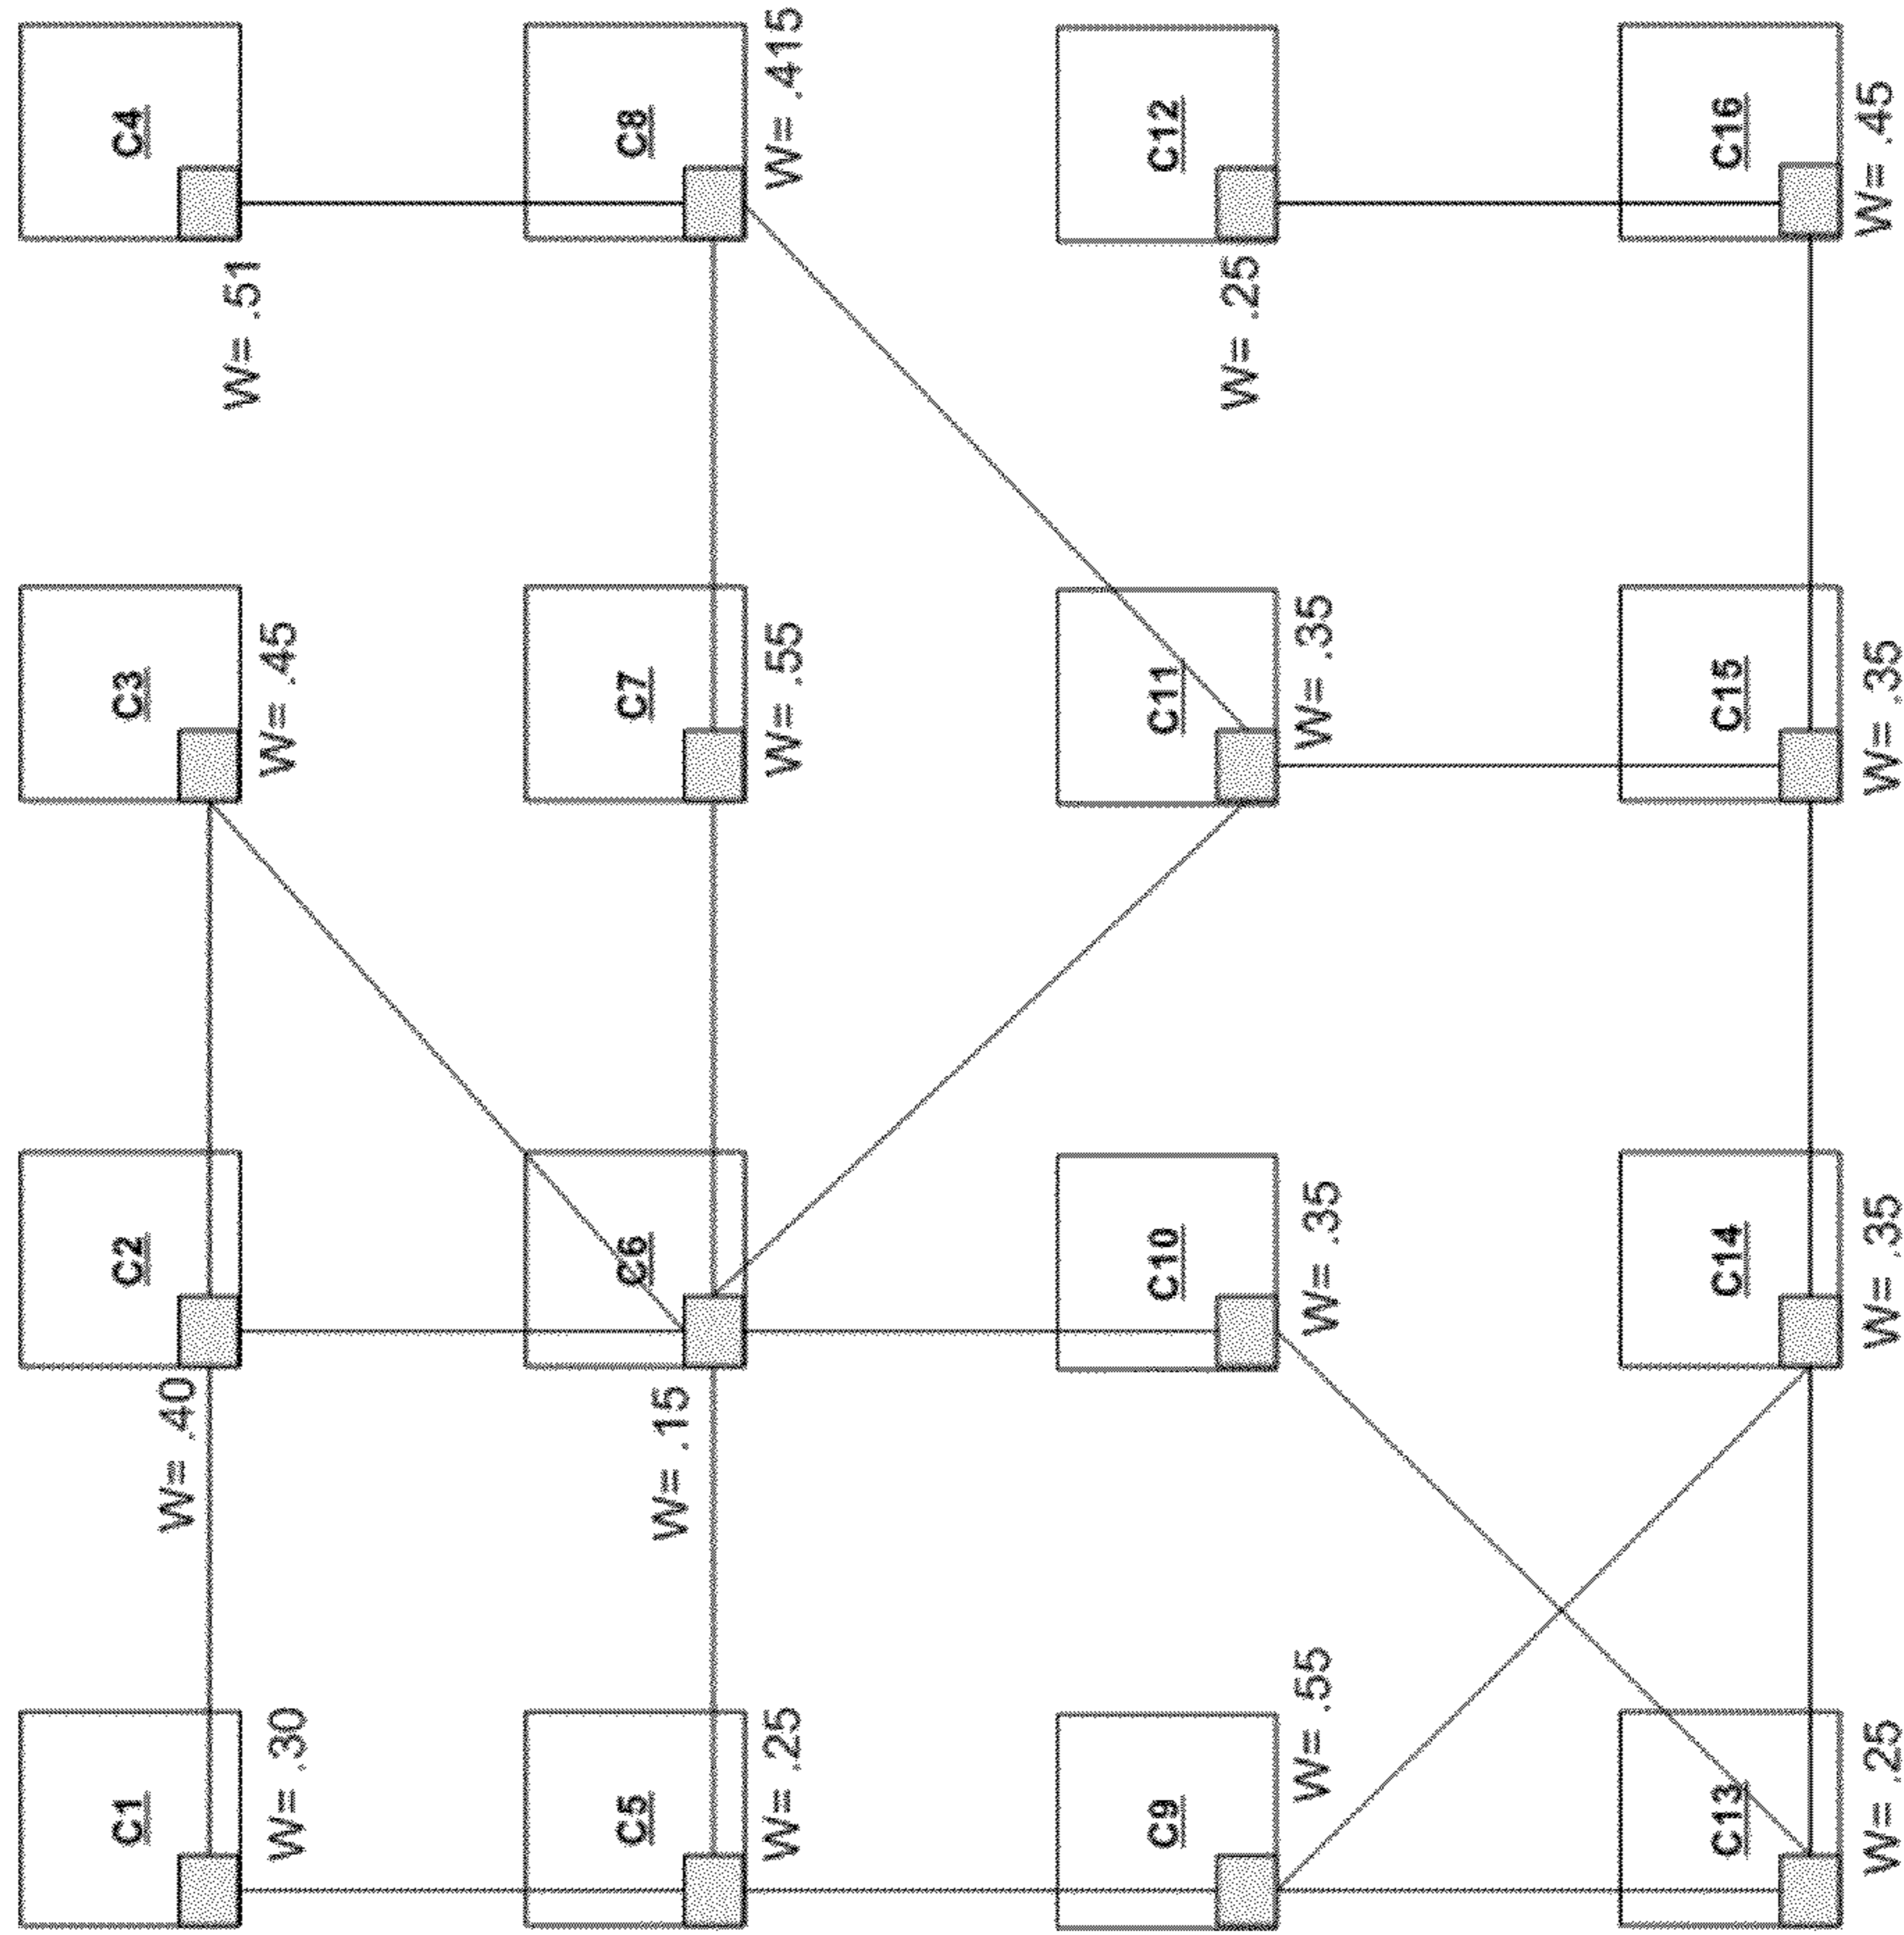 C1
C2
C3
C4
W= .30
W= .40
W= .45
W= .51
C5
C6
C7
C8
W= .25
W= .15
W= .55
W= .415
C9
C10
C11
C12
W= .55
W= .35
W= .35
W= .25
C13
C14
C15
C16
W= .25
W= .35
W= .35
W= .45